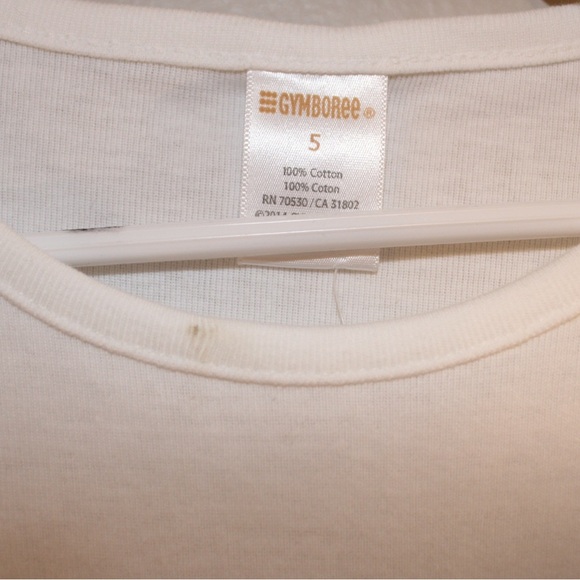 GYMBOREE®
5
100% Cotton
100% Coton
RN 70530 / CA 31802